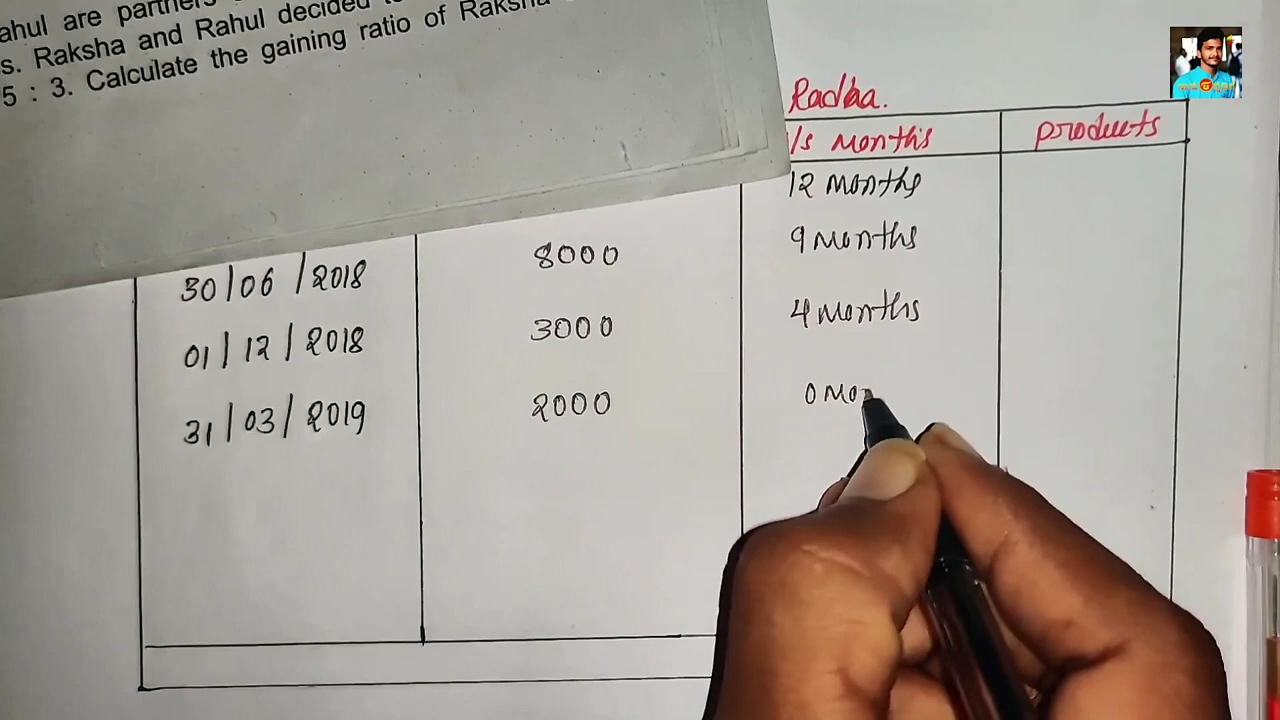 ahul are partners
s. Raksha and Rahul decided
5 : 3. Calculate the gaining ratio of Raksha
Radha.
/s months products
12 months
30/06/2018 8000 9 months
01/12/2018 3000 4 months
31/03/2019 2000 0 mo